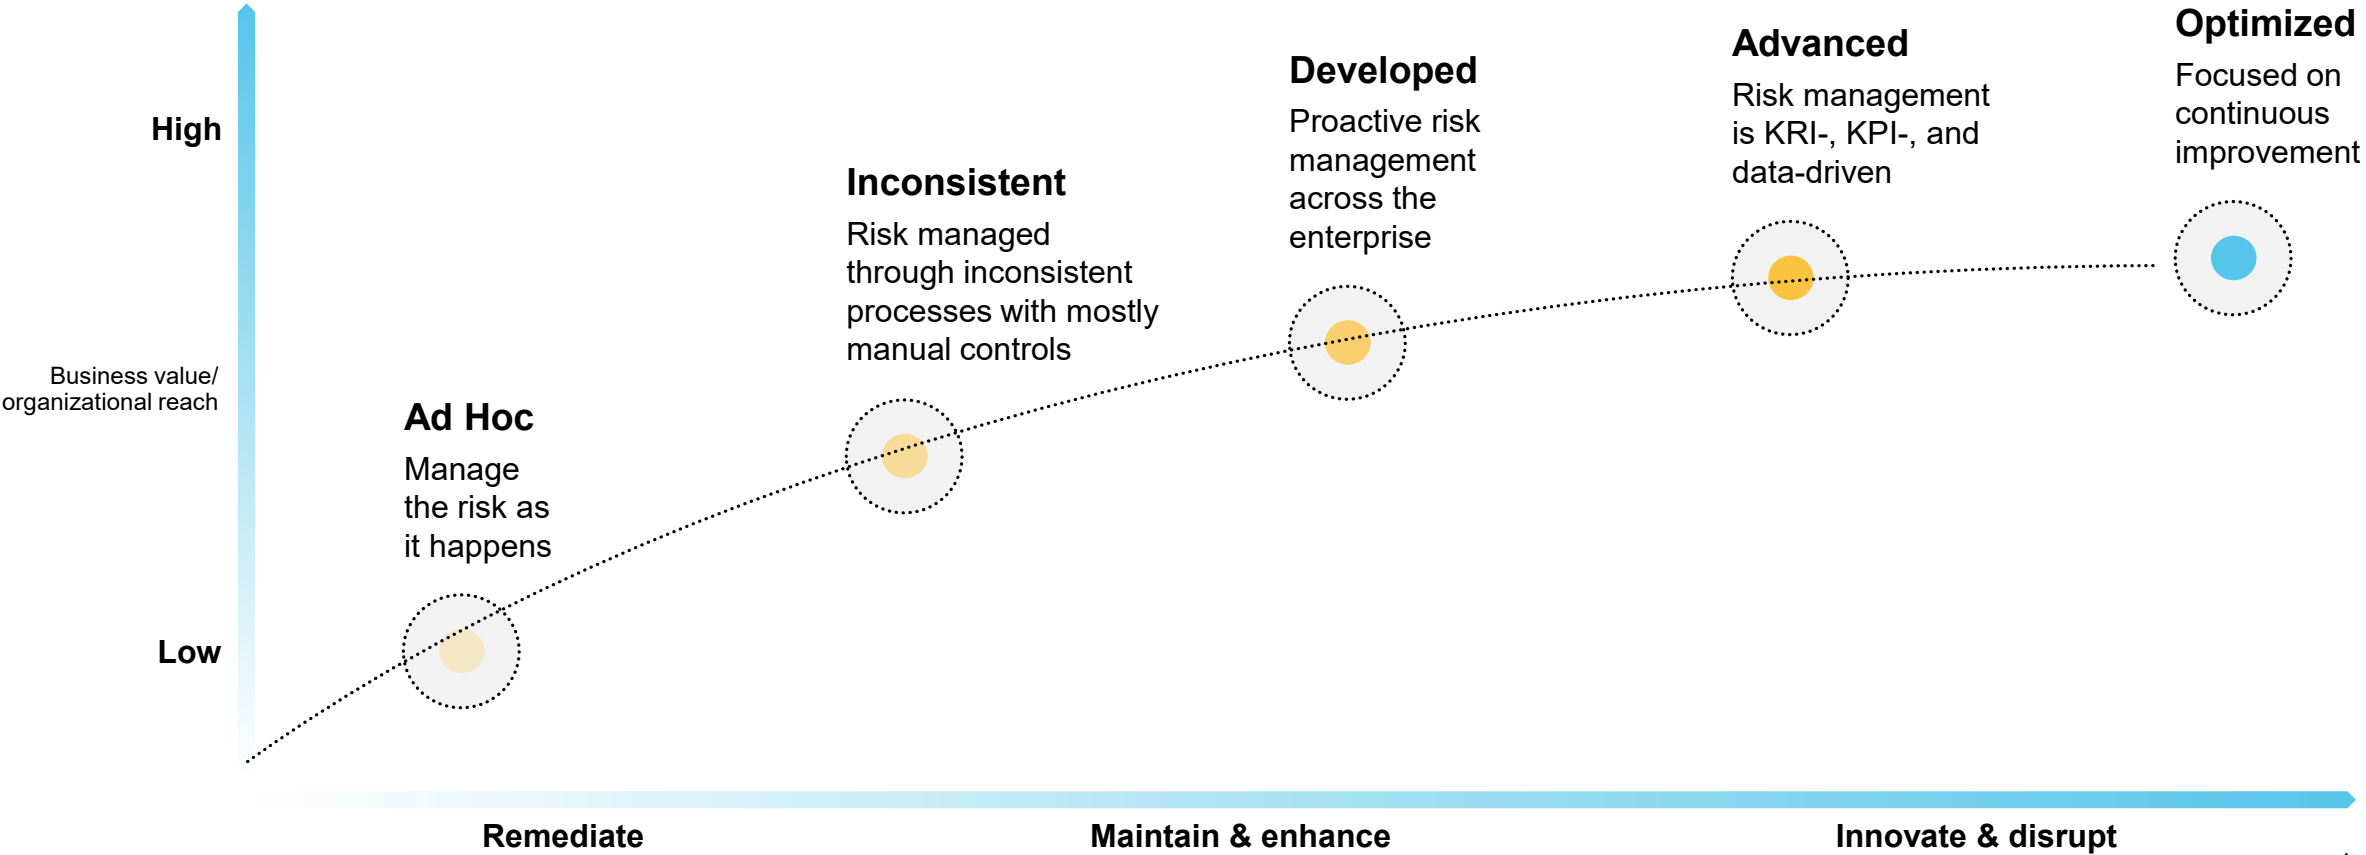 Optimized
Focused on
continuous
improvement
Advanced
Risk management
is KRI-, KPI-, and
data-driven
Developed
Proactive risk
management
across the
enterprise
High
Inconsistent
Risk managed
through inconsistent
processes with mostly
manual controls
Business value/
organizational reach
Ad Hoc
Manage
the risk as
it happens
Low
Remediate
Maintain & enhance
Innovate & disrupt